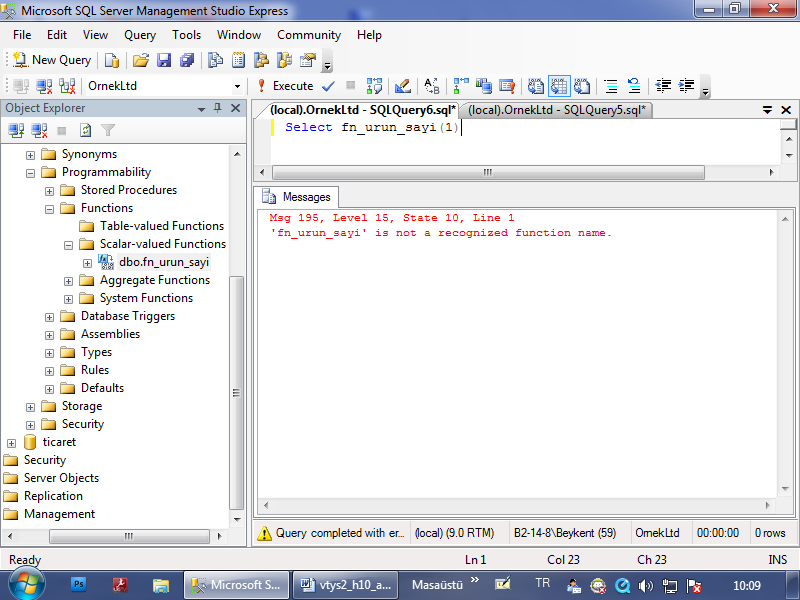 Microsoft SQL Server Management Studio Express
File Edit View Query Tools Window Community Help
New Query
OrnekLtd Execute
Object Explorer
(local).OrnekLtd - SQLQuery6.sql* (local).OrnekLtd - SQLQuery5.sql*
Select fn_urun_sayi(1)
Synonyms
Programmability
Stored Procedures
Functions
Table-valued Functions
Scalar-valued Functions
dbo.fn_urun_sayi
Aggregate Functions
System Functions
Database Triggers
Assemblies
Types
Rules
Defaults
Storage
Security
ticaret
Security
Server Objects
Replication
Management
Messages
Msg 195, Level 15, State 10, Line 1
'fn_urun_sayi' is not a recognized function name.
Query completed with er... (local) (9.0 RTM) B2-14-8\Beykent (59) OrnekLtd 00:00:00 0 rows
Ready Ln 1 Col 23 Ch 23 INS
Ps Microsoft S... vtys2_h10_a... Masaüstü » TR 10:09